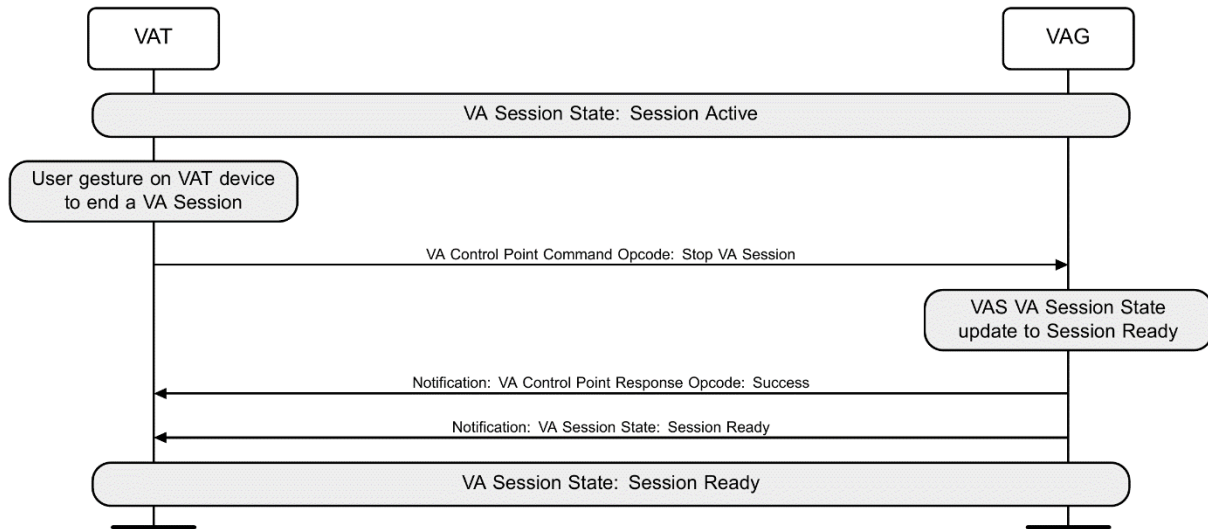 VAT
VAG
VA Session State: Session Active
User gesture on VAT device
to end a VA Session
VA Control Point Command Opcode: Stop VA Session
VAS VA Session State
update to Session Ready
Notification: VA Control Point Response Opcode: Success
Notification: VA Session State: Session Ready
VA Session State: Session Ready